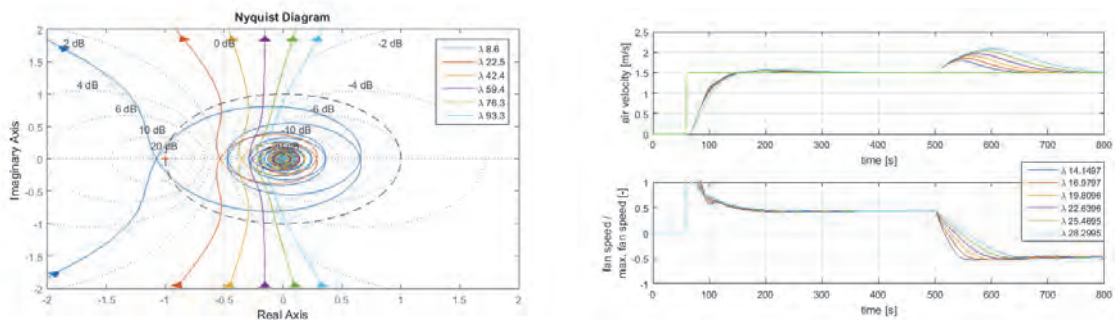 Nyquist Diagram
2 dB
0 dB
-2 dB
4 dB
-4 dB
6 dB
-6 dB
10 dB
-10 dB
20 dB
λ 8.6
λ 22.5
λ 42.4
λ 59.4
λ 76.3
λ 93.3
Imaginary Axis
2
1.5
1
0.5
0
-0.5
-1
-1.5
-2
-2
-1.5
-1
-0.5
0
0.5
1
1.5
2
Real Axis
air velocity [m/s]
2.5
2
1.5
1
0.5
0
0
100
200
300
400
500
600
700
800
time [s]
fan speed /
max. fan speed [-]
1
0.5
0
-0.5
-1
λ 14.1497
λ 16.9797
λ 19.8096
λ 22.6396
λ 25.4695
λ 28.2995
0
100
200
300
400
500
600
700
800
time [s]